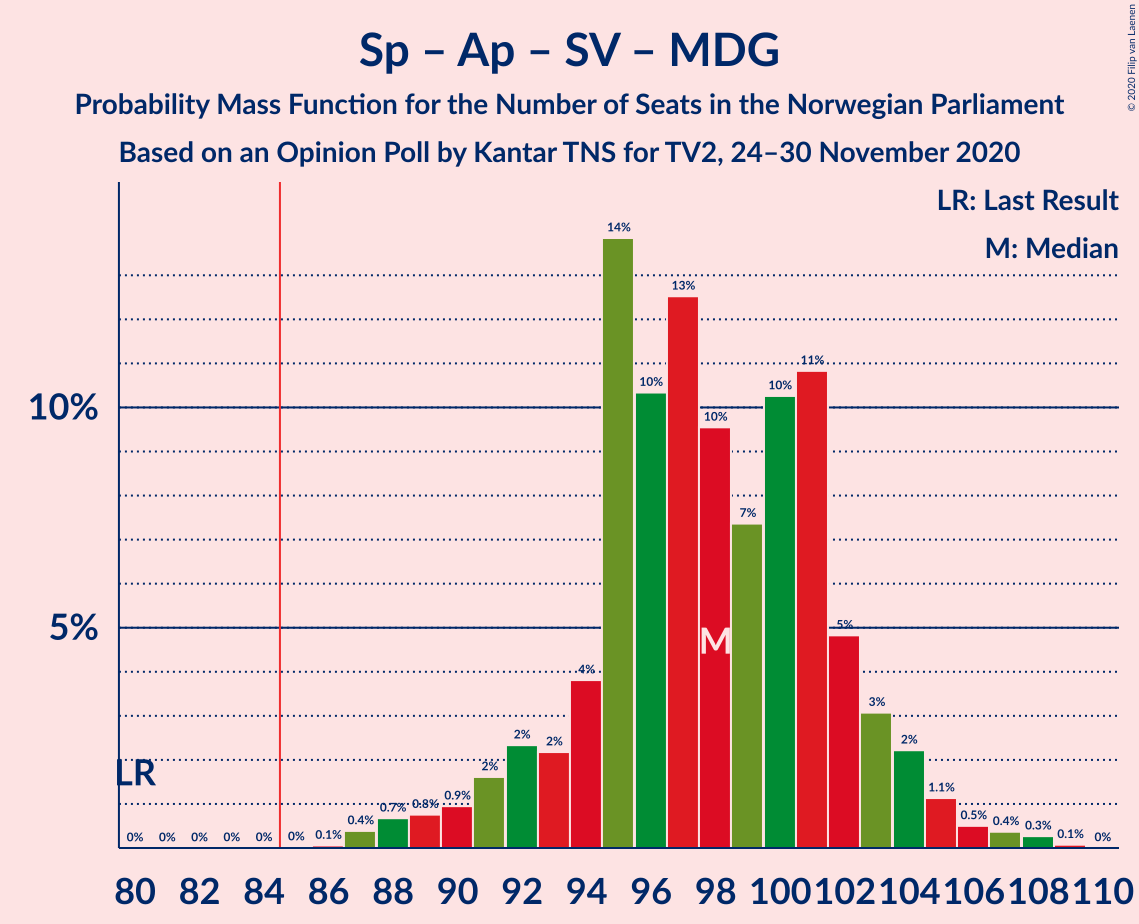 Sp – Ap – SV – MDG
Probability Mass Function for the Number of Seats in the Norwegian Parliament
Based on an Opinion Poll by Kantar TNS for TV2, 24–30 November 2020
© 2020 Filip van Laenen
LR: Last Result
M: Median
10%
5%
LR
M
0% 0% 0% 0% 0% 0% 0.1% 0.4% 0.7% 0.8% 0.9% 2% 2% 2% 4% 14% 10% 13% 10% 7% 10% 11% 5% 3% 2% 1.1% 0.5% 0.4% 0.3% 0.1% 0%
80 82 84 86 88 90 92 94 96 98 100 102 104 106 108 110